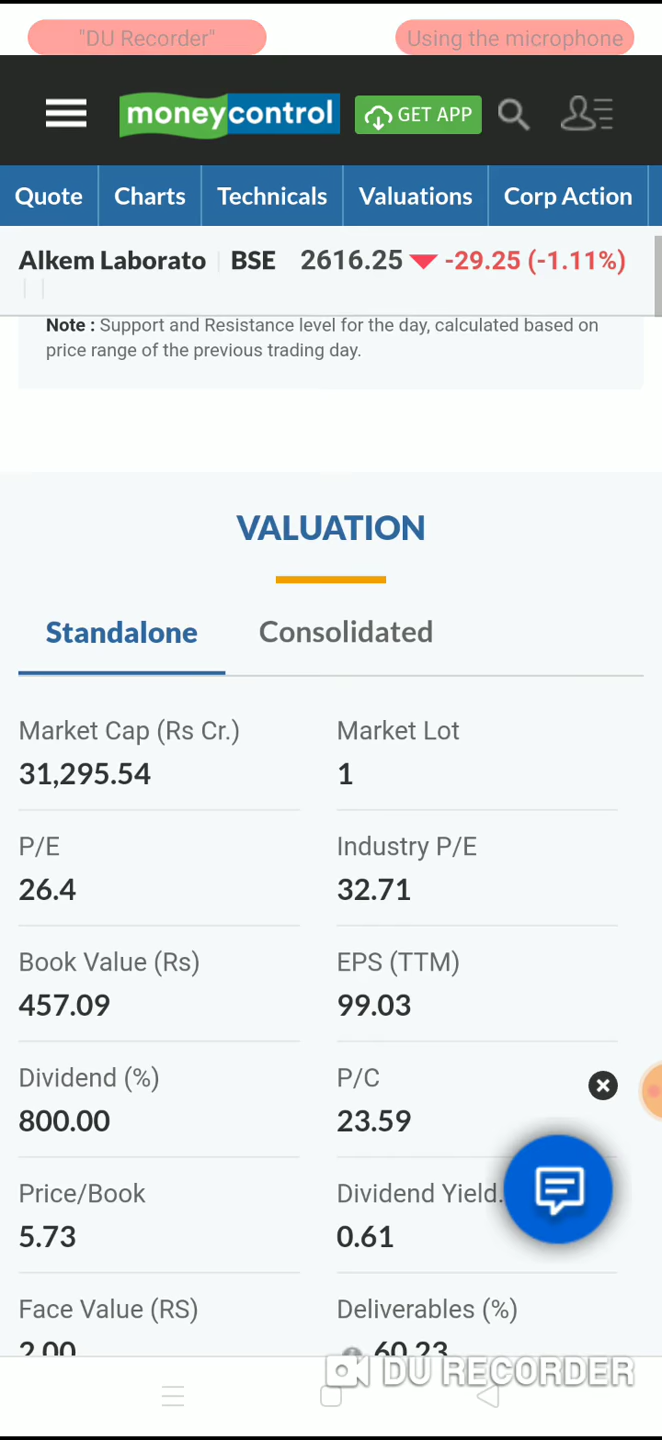 "DU Recorder" Using the microphone
moneycontrol GET APP
Quote Charts Technicals Valuations Corp Action
Alkem Laborato BSE 2616.25 -29.25 (-1.11%)
Note : Support and Resistance level for the day, calculated based on
price range of the previous trading day.
VALUATION
Standalone Consolidated
Market Cap (Rs Cr.) Market Lot
31,295.54 1
P/E Industry P/E
26.4 32.71
Book Value (Rs) EPS (TTM)
457.09 99.03
Dividend (%) P/C
800.00 23.59
Price/Book Dividend Yield.
5.73 0.61
Face Value (RS) Deliverables (%)
2.00 60.23
DU RECORDER